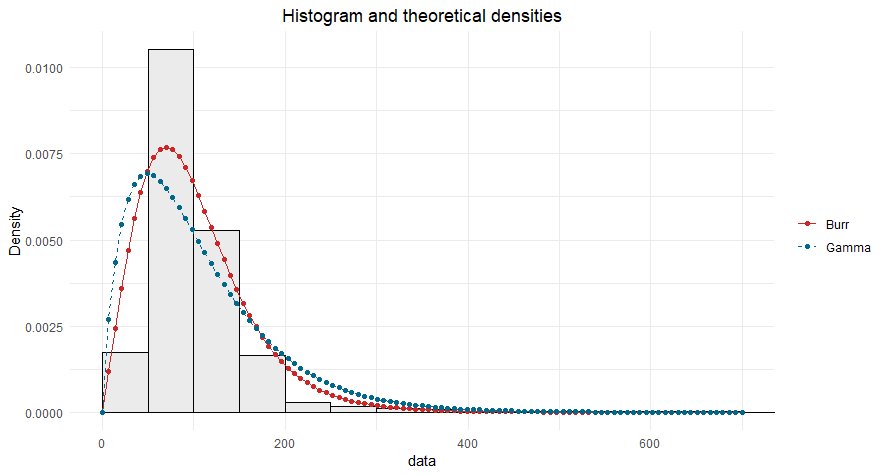 Histogram and theoretical densities
0.0100
0.0075
0.0050
0.0025
0.0000
Density
0
200
400
600
data
Burr
Gamma